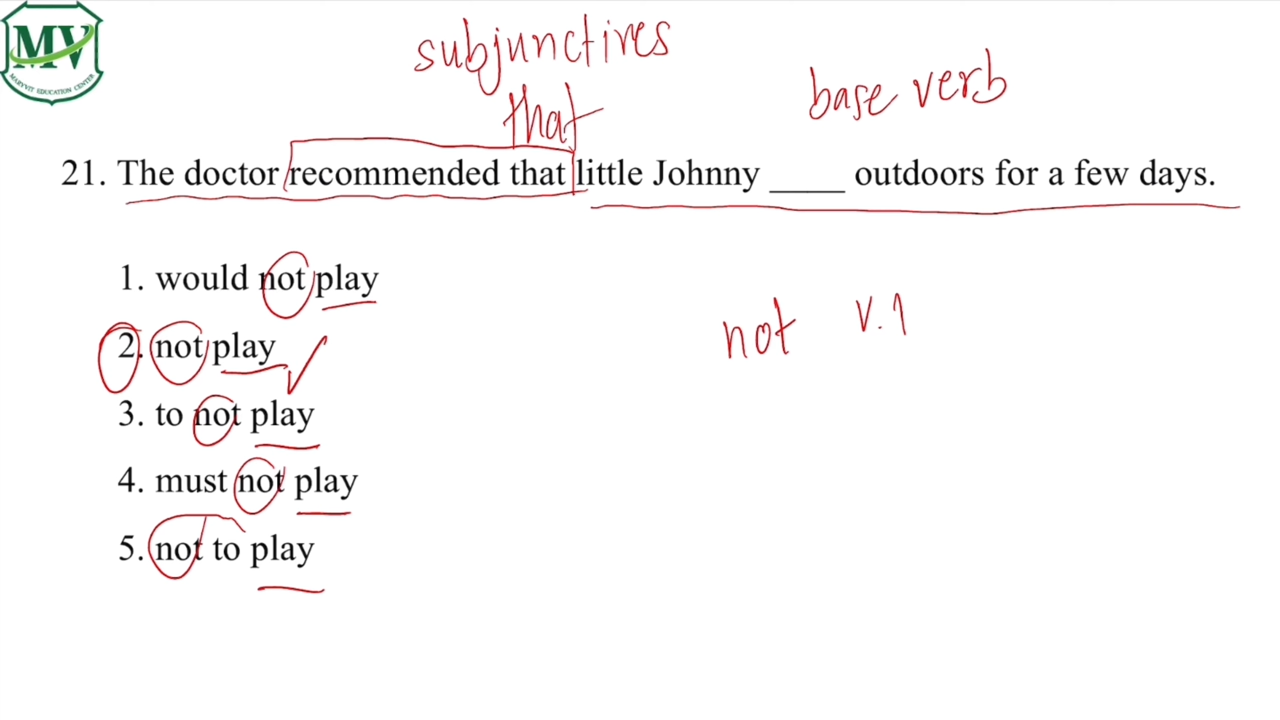 MV
MARYVIT EDUCATION CENTER
subjunctives
that
base verb
21. The doctor recommended that little Johnny _____ outdoors for a few days.
1. would not play
2. not play
not v.1
3. to not play
4. must not play
5. not to play